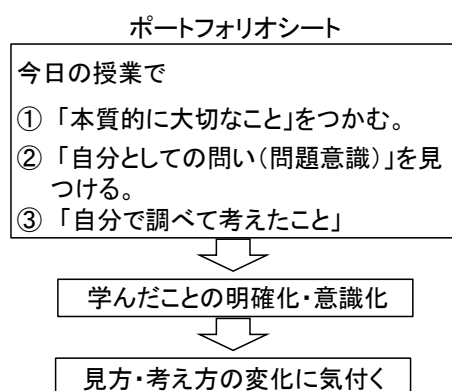 ポートフォリオシート
今日の授業で
① 「本質的に大切なこと」をつかむ。
② 「自分としての問い（問題意識）」を見
つける。
③ 「自分で調べて考えたこと」
学んだことの明確化・意識化
見方・考え方の変化に気付く